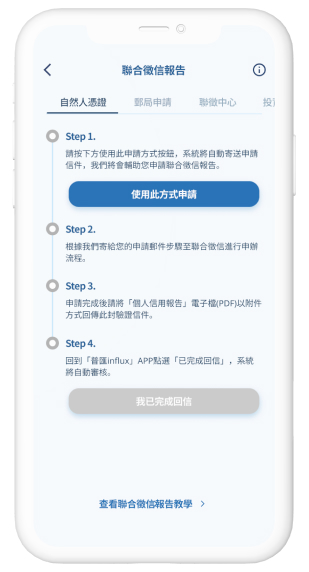 聯合徵信報告
自然人憑證 郵局申請 聯徵中心 投
Step 1.
請按下方使用此申請方式按鈕，系統將自動寄送申請
信件，我們將會輔助您申請聯合徵信報告。
使用此方式申請
Step 2.
根據我們寄給您的申請郵件步驟至聯合徵信進行申辦
流程。
Step 3.
申請完成後請將「個人信用報告」電子檔(PDF)以附件
方式回傳此封驗證信件。
Step 4.
回到「普匯influx」APP點選「已完成回信」，系統
將自動審核。
我已完成回信
查看聯合徵信報告教學 >